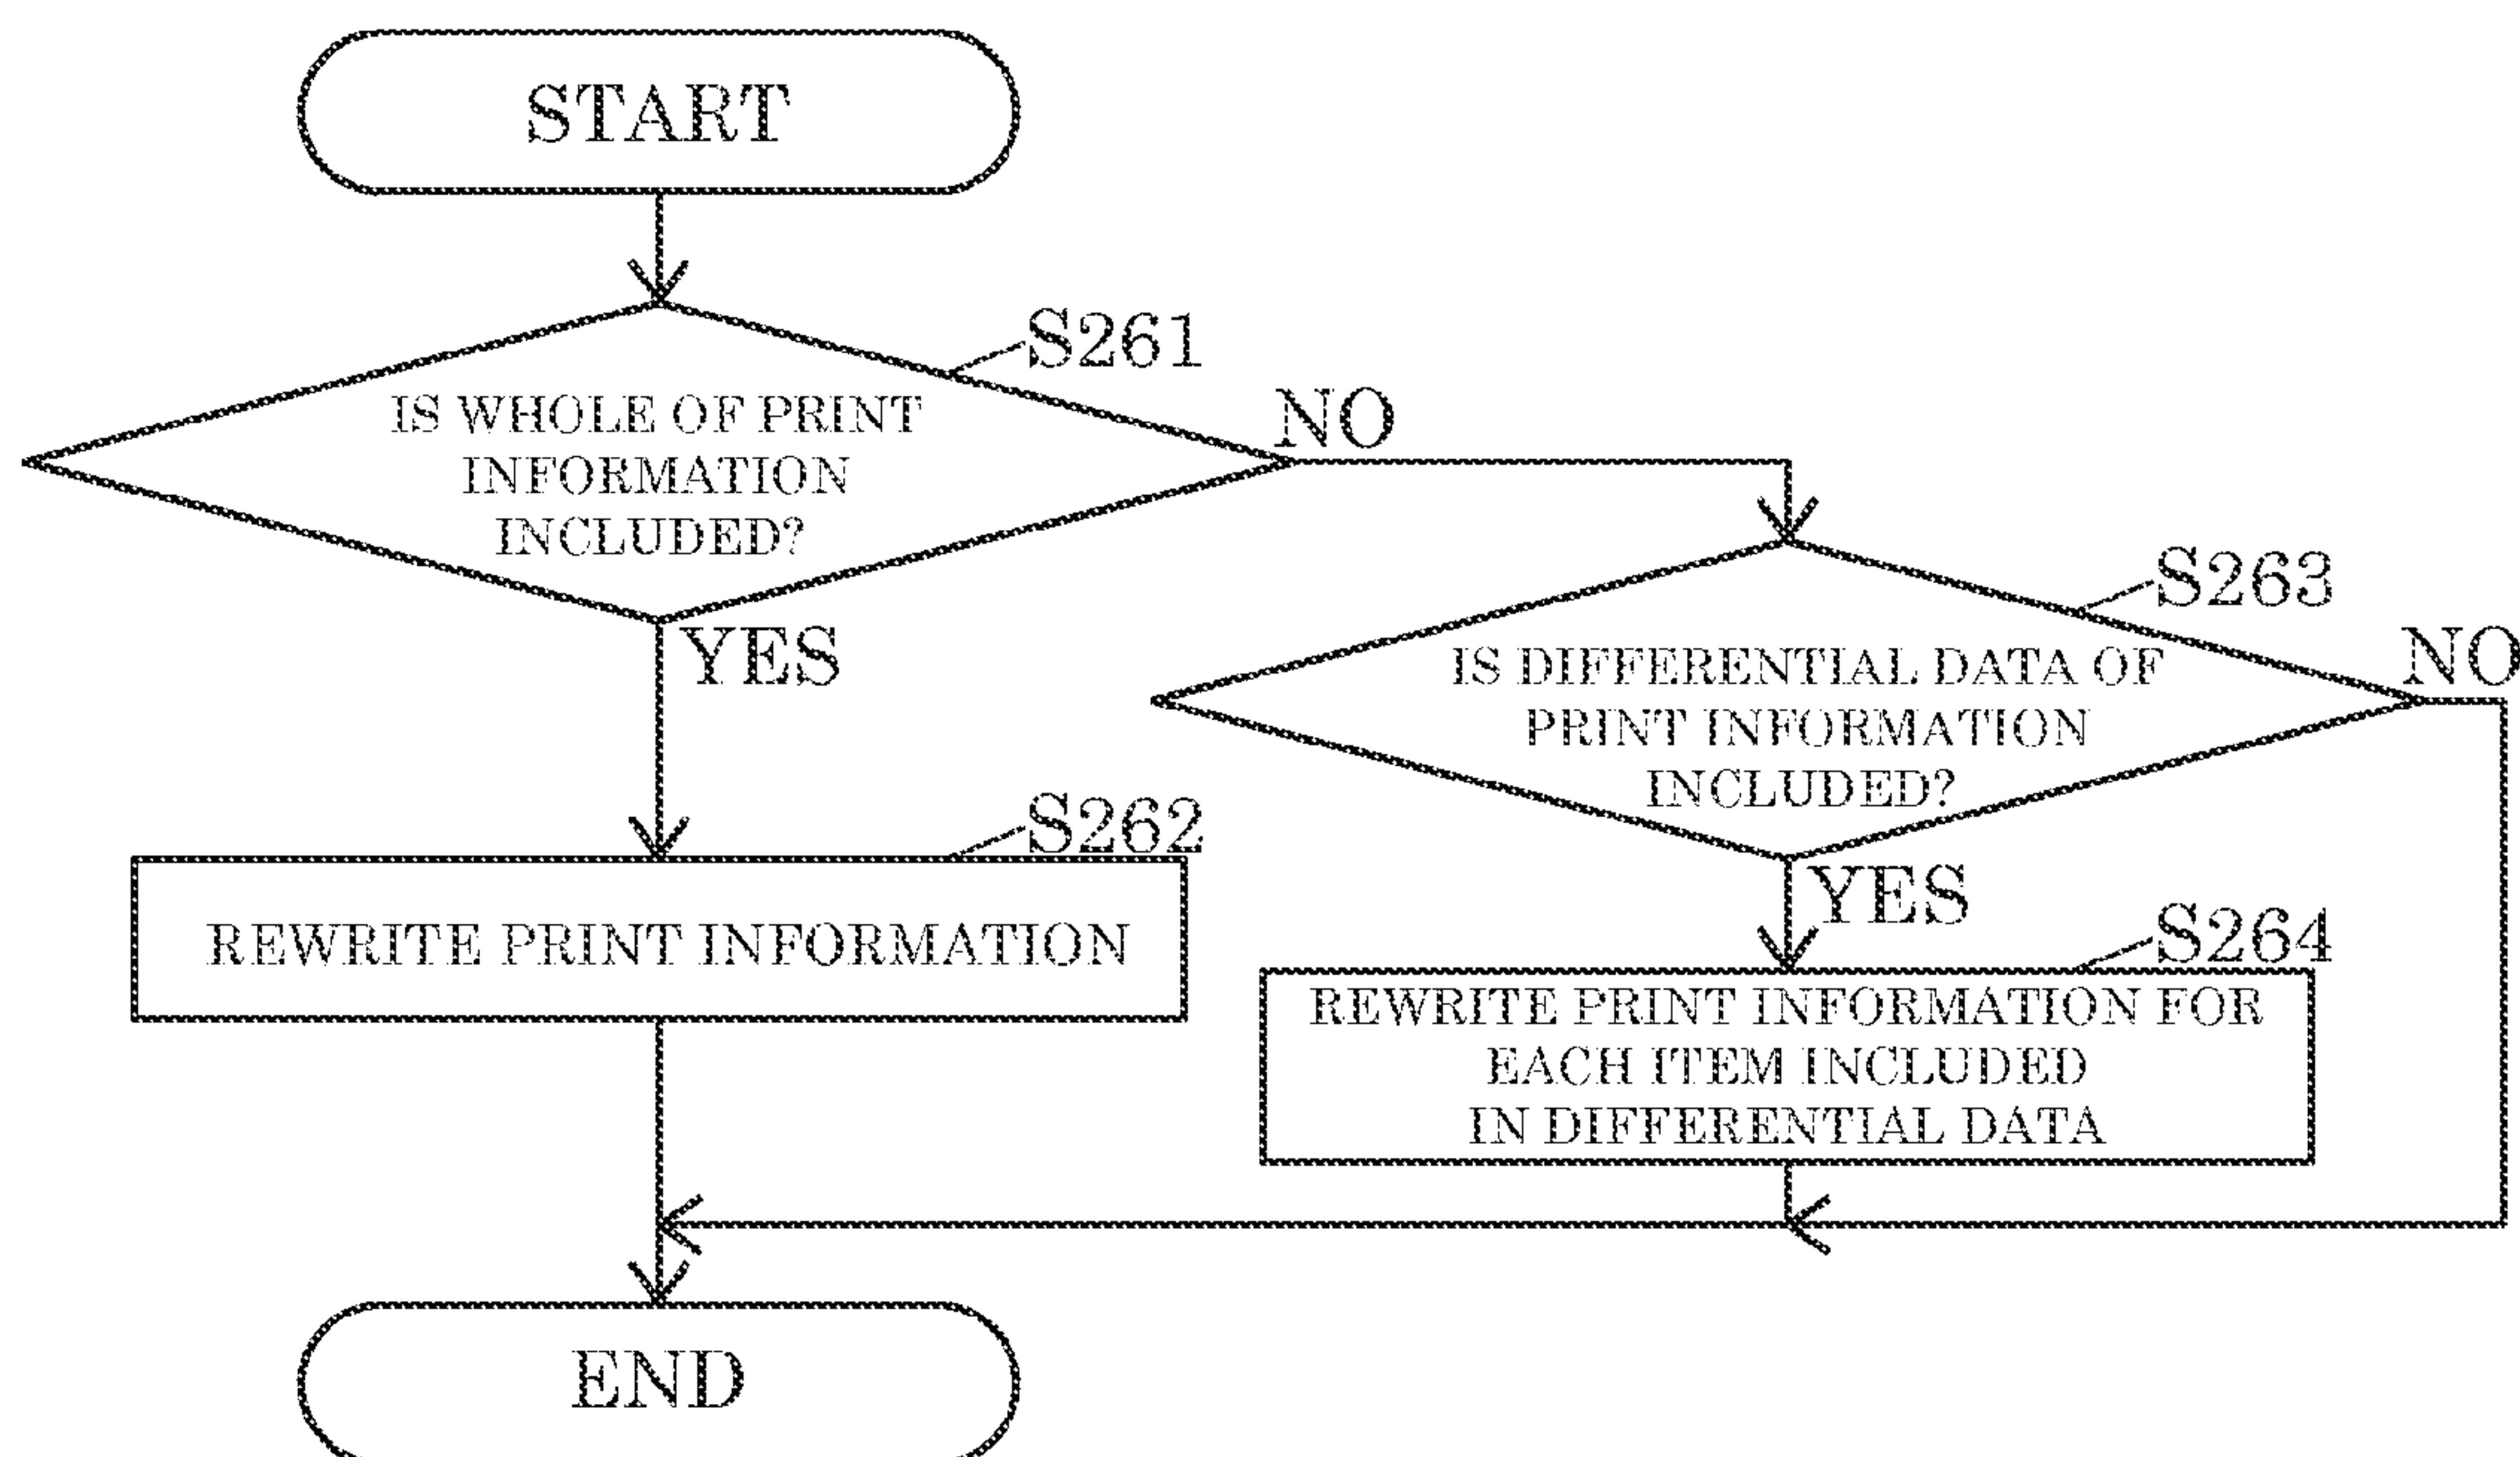 START
S261
IS WHOLE OF PRINT
INFORMATION
INCLUDED?
NO
YES
S263
IS DIFFERENTIAL DATA OF
PRINT INFORMATION
INCLUDED?
NO
YES
S262
REWRITE PRINT INFORMATION
S264
REWRITE PRINT INFORMATION FOR
EACH ITEM INCLUDED
IN DIFFERENTIAL DATA
END